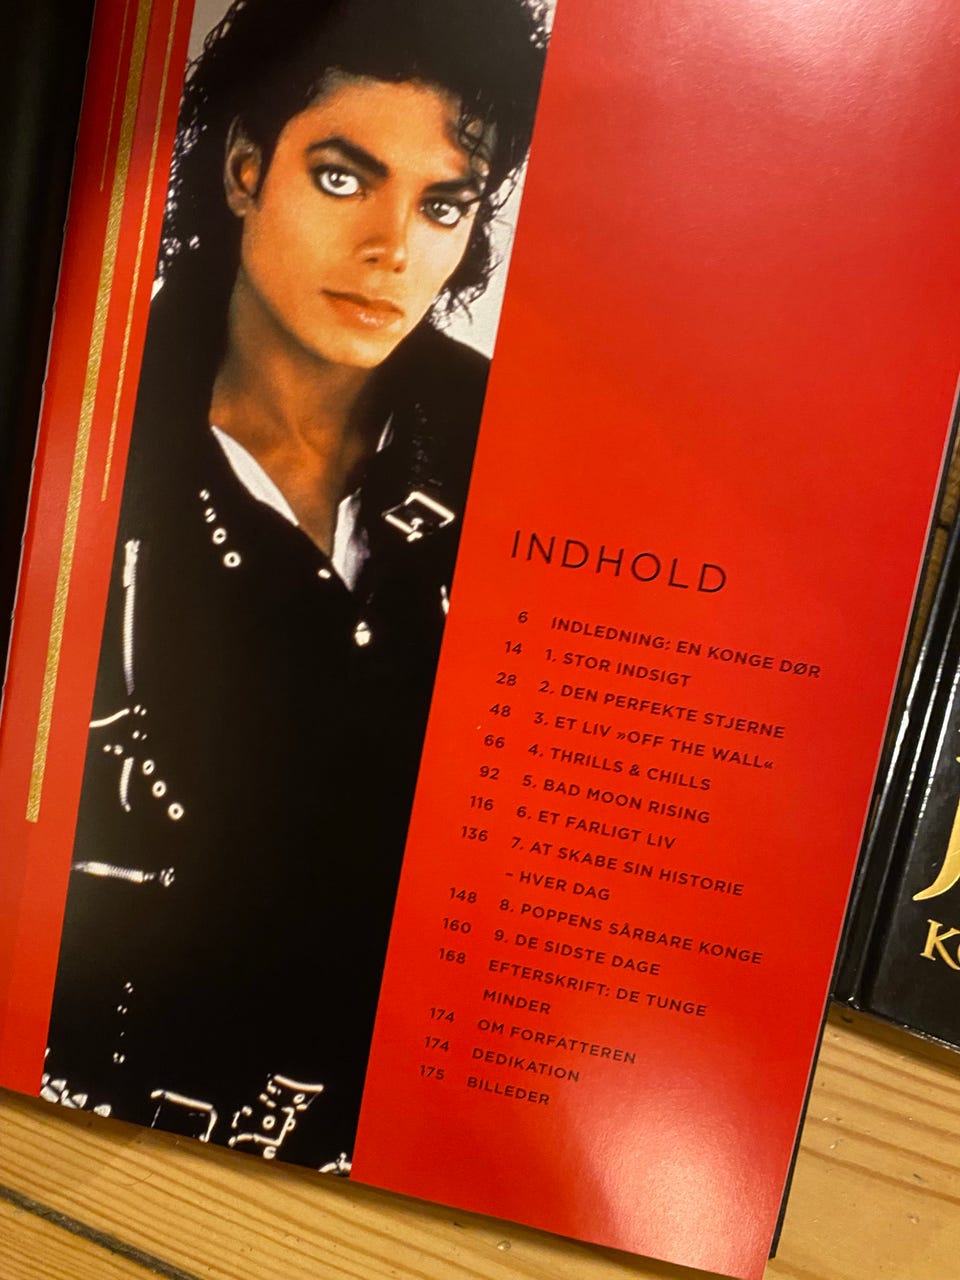 INDHOLD
6 INDLEDNING: EN KONGE DØR
14 1. STOR INDSIGT
28 2. DEN PERFEKTE STJERNE
48 3. ET LIV »OFF THE WALL«
66 4. THRILLS & CHILLS
92 5. BAD MOON RISING
116 6. ET FARLIGT LIV
136 7. AT SKABE SIN HISTORIE
– HVER DAG
148 8. POPPENS SÅRBARE KONGE
160 9. DE SIDSTE DAGE
168 EFTERSKRIFT: DE TUNGE
MINDER
174 OM FORFATTEREN
174 DEDIKATION
175 BILLEDER